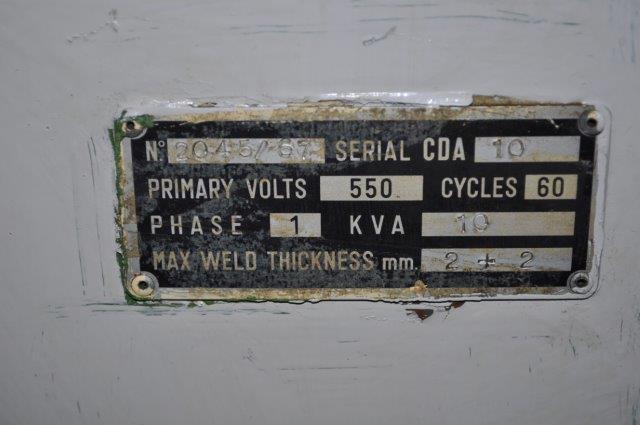 Nº 2045/67 SERIAL CDA 10
PRIMARY VOLTS 550 CYCLES 60
PHASE 1 KVA 10
MAX WELD THICKNESS mm. 2 + 2